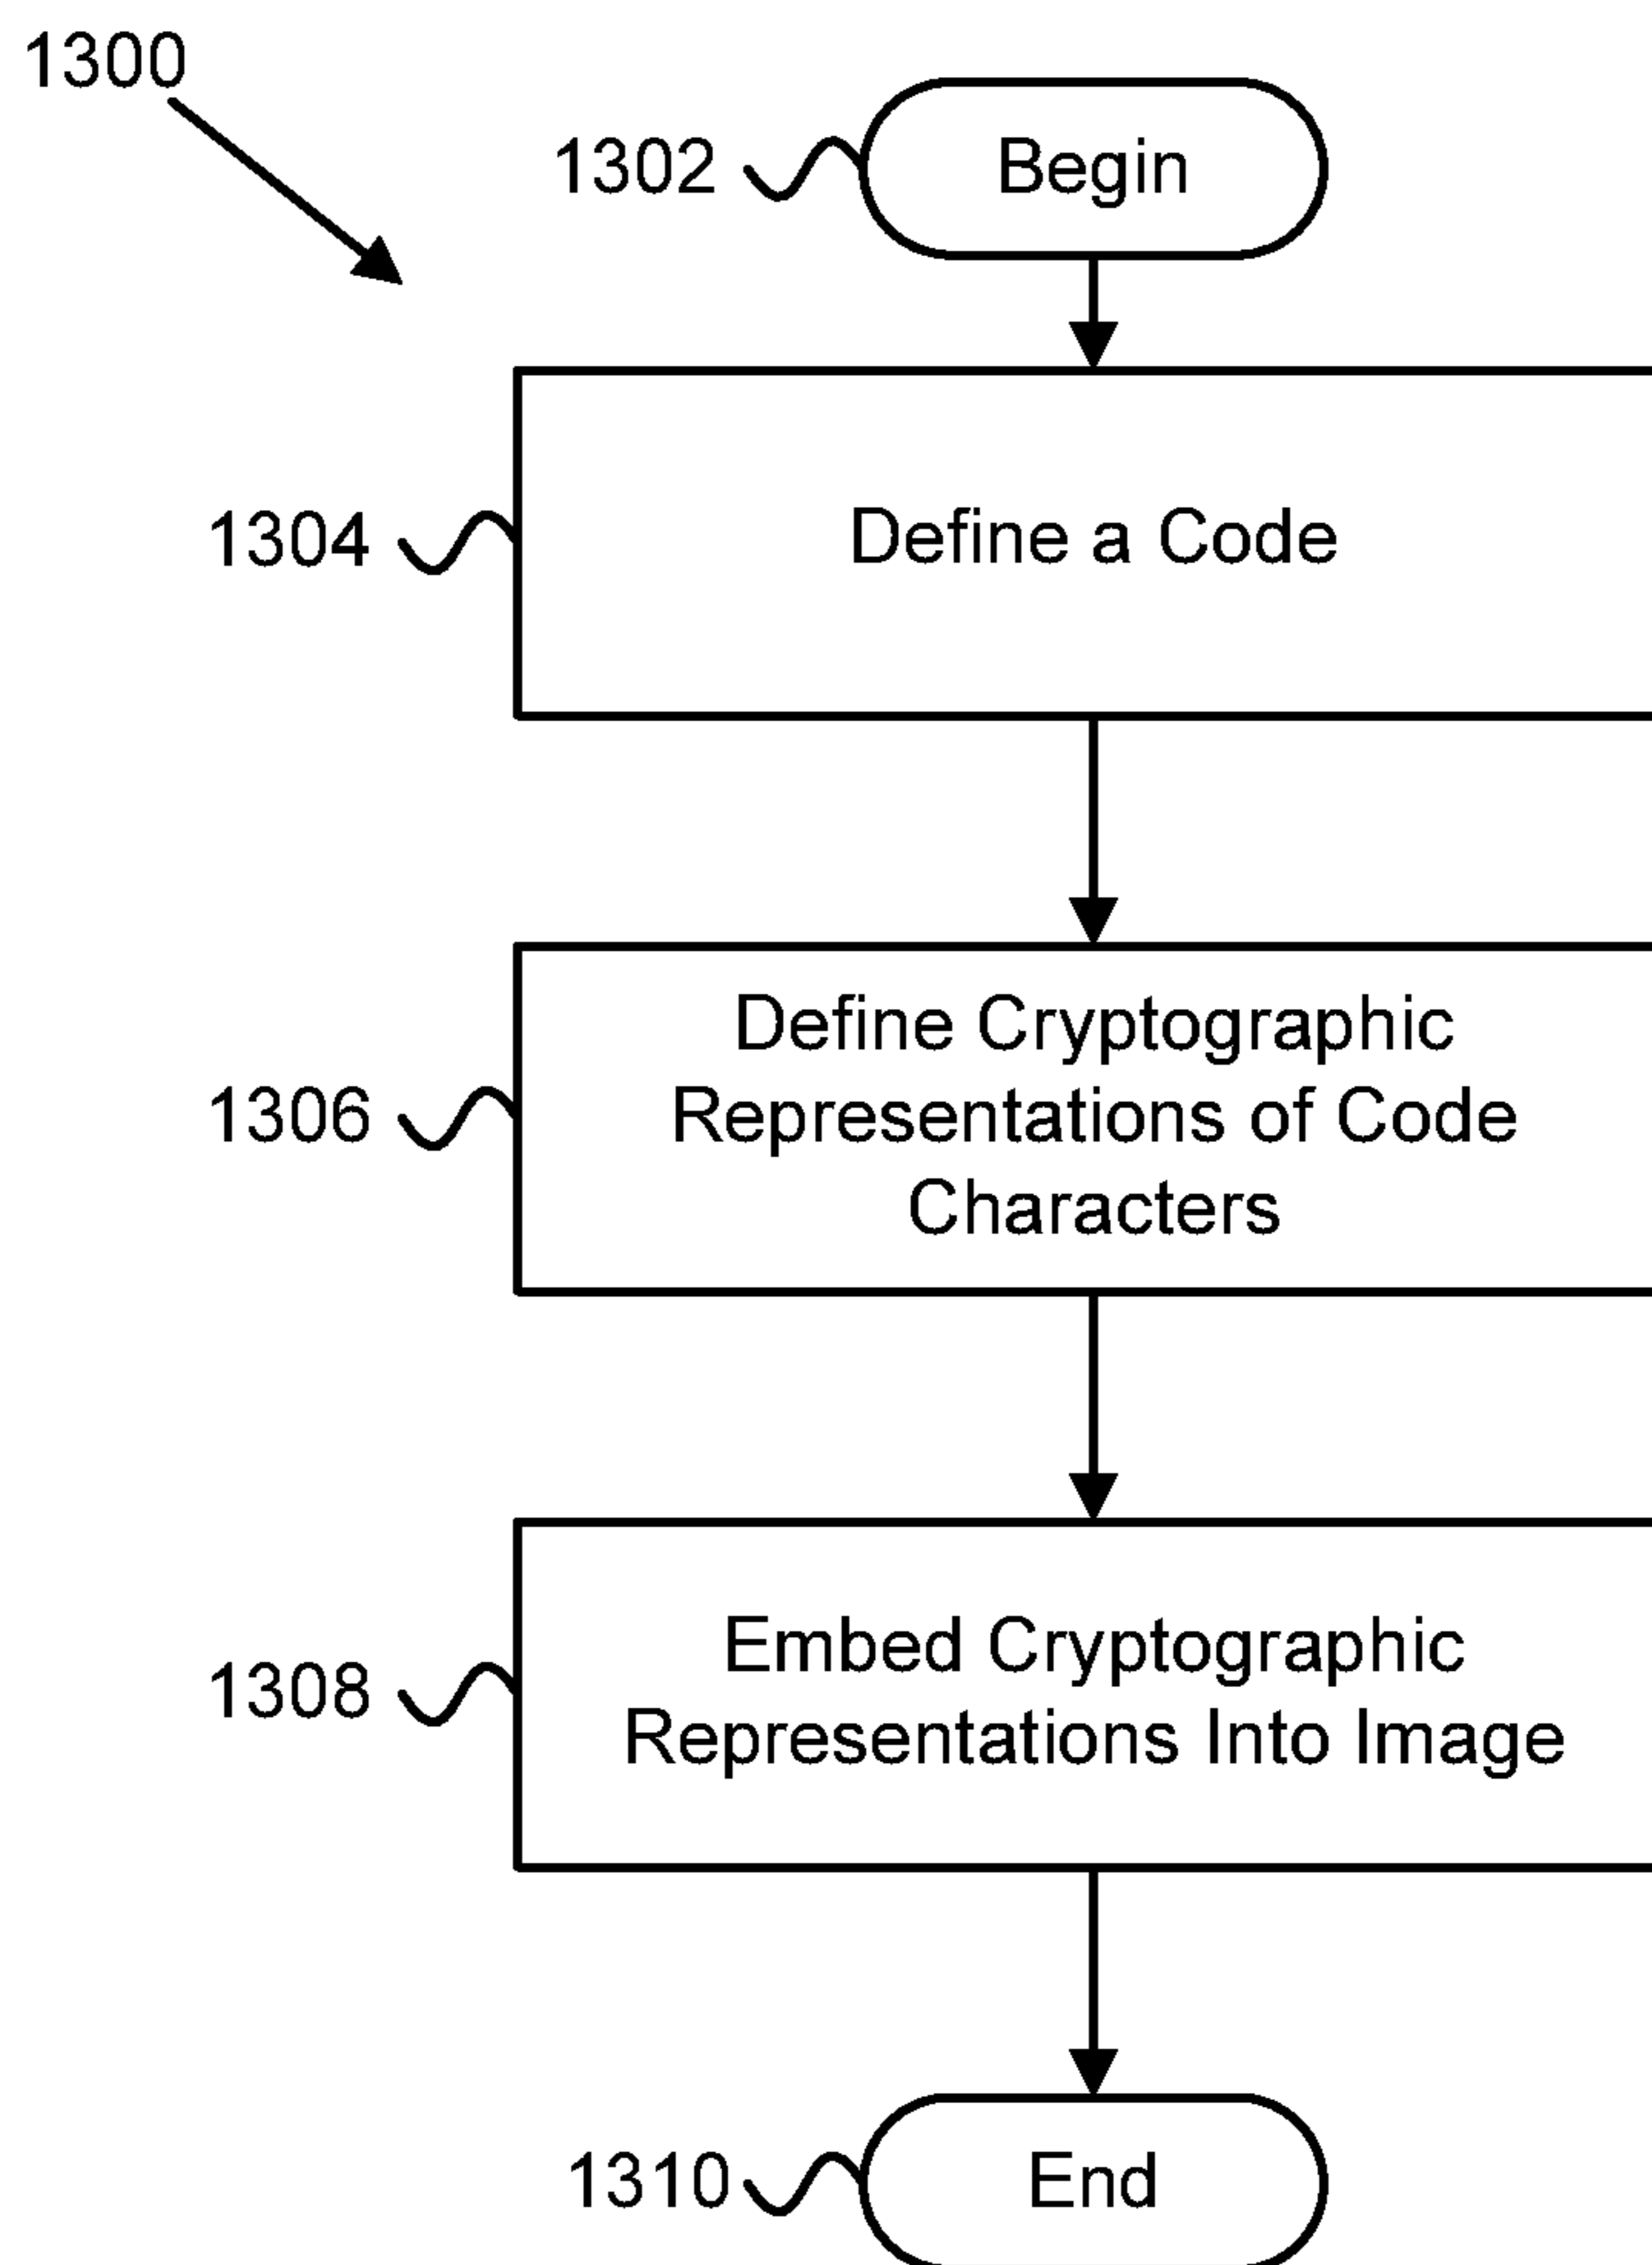 1300
1302 Begin
1304 Define a Code
Define Cryptographic
1306 Representations of Code
Characters
Embed Cryptographic
1308
Representations Into Image
1310 End